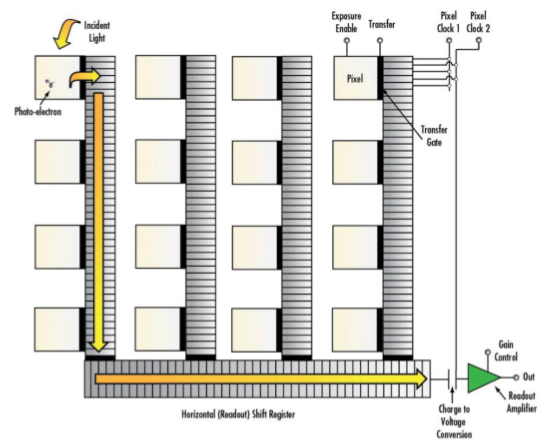 Incident
Light
Exposure
Enable
Transfer
Pixel
Clock 1
Pixel
Clock 2
e⁻
Pixel
Photo-electron
Transfer
Gate
Gain
Control
Out
Readout
Amplifier
Horizontal (Readout) Shift Register
Charge to
Voltage
Conversion